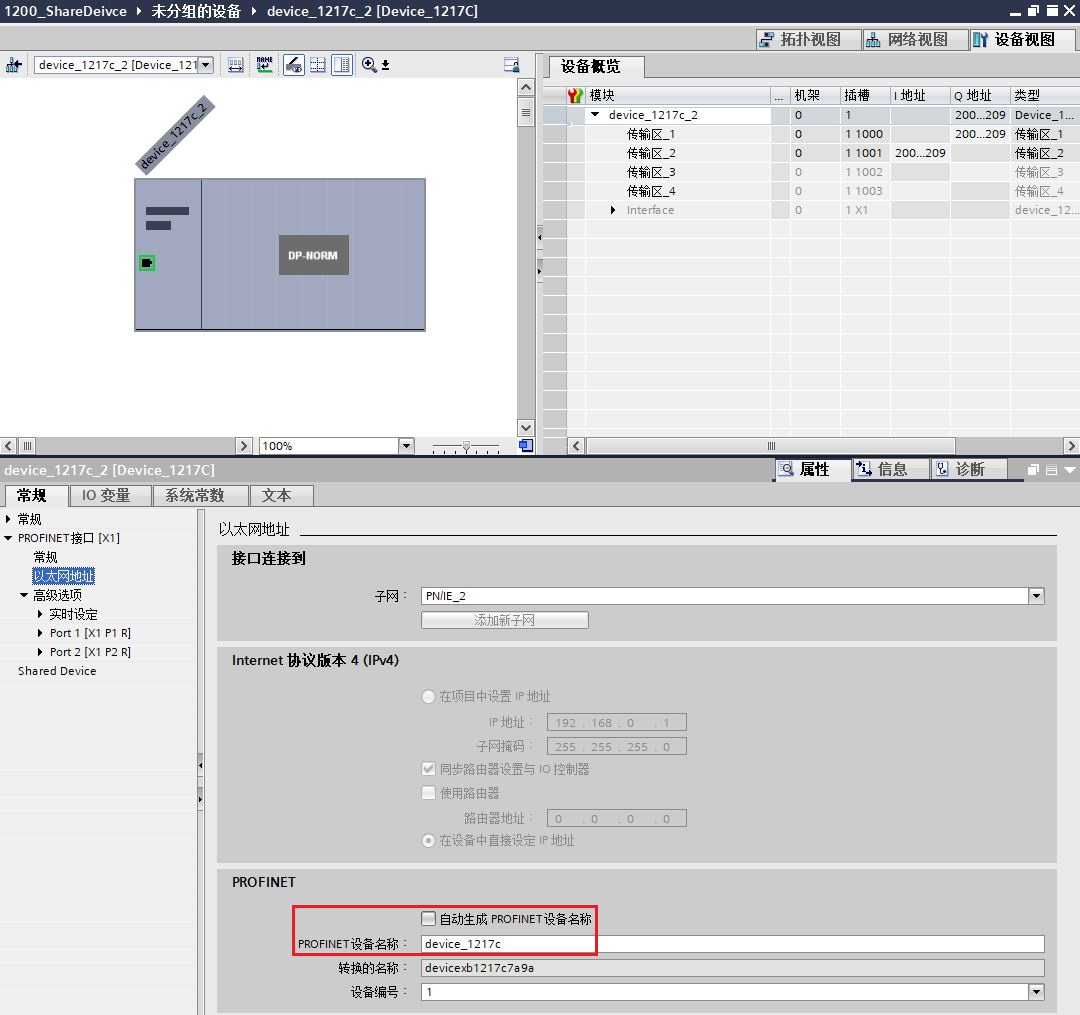 1200_ShareDeivce ▸ 未分组的设备 ▸ device_1217c_2 [Device_1217C]
拓扑视图 网络视图 设备视图
device_1217c_2 [Device_121
device_1217c_2
DP-NORM
100%
设备概览
模块 ... 机架 插槽 I 地址 Q 地址 类型
device_1217c_2 0 1 200...209 Device_1...
传输区_1 0 1 1000 200...209 传输区_1
传输区_2 0 1 1001 200...209 传输区_2
传输区_3 0 1 1002 传输区_3
传输区_4 0 1 1003 传输区_4
Interface 0 1 X1 device_12...
device_1217c_2 [Device_1217C]
属性 信息 诊断
常规 IO 变量 系统常数 文本
常规
PROFINET接口 [X1]
常规
以太网地址
高级选项
实时设定
Port 1 [X1 P1 R]
Port 2 [X1 P2 R]
Shared Device
以太网地址
接口连接到
子网： PN/IE_2
添加新子网
Internet 协议版本 4 (IPv4)
在项目中设置 IP 地址
IP 地址： 192 . 168 . 0 . 1
子网掩码： 255 . 255 . 255 . 0
同步路由器设置与 IO 控制器
使用路由器
路由器地址： 0 . 0 . 0 . 0
在设备中直接设定 IP 地址
PROFINET
自动生成 PROFINET设备名称
PROFINET设备名称： device_1217c
转换的名称： devicexb1217c7a9a
设备编号： 1